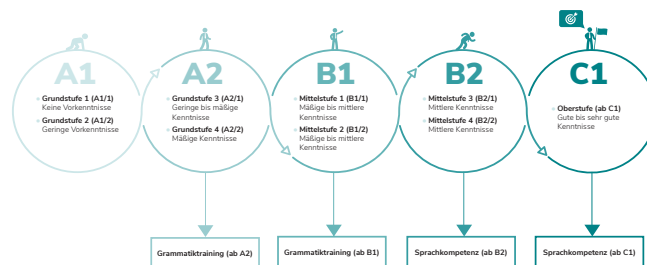 A1
Grundstufe 1 (A1/1)
Keine Vorkenntnisse
Grundstufe 2 (A1/2)
Geringe Vorkenntnisse
A2
Grundstufe 3 (A2/1)
Geringe bis mäßige
Kenntnisse
Grundstufe 4 (A2/2)
Mäßige Kenntnisse
B1
Mittelstufe 1 (B1/1)
Mäßige bis mittlere
Kenntnisse
Mittelstufe 2 (B1/2)
Mäßige bis mittlere
Kenntnisse
B2
Mittelstufe 3 (B2/1)
Mittlere Kenntnisse
Mittelstufe 4 (B2/2)
Mittlere Kenntnisse
C1
Oberstufe (ab C1)
Gute bis sehr gute
Kenntnisse
Grammatiktraining (ab A2)
Grammatiktraining (ab B1)
Sprachkompetenz (ab B2)
Sprachkompetenz (ab C1)